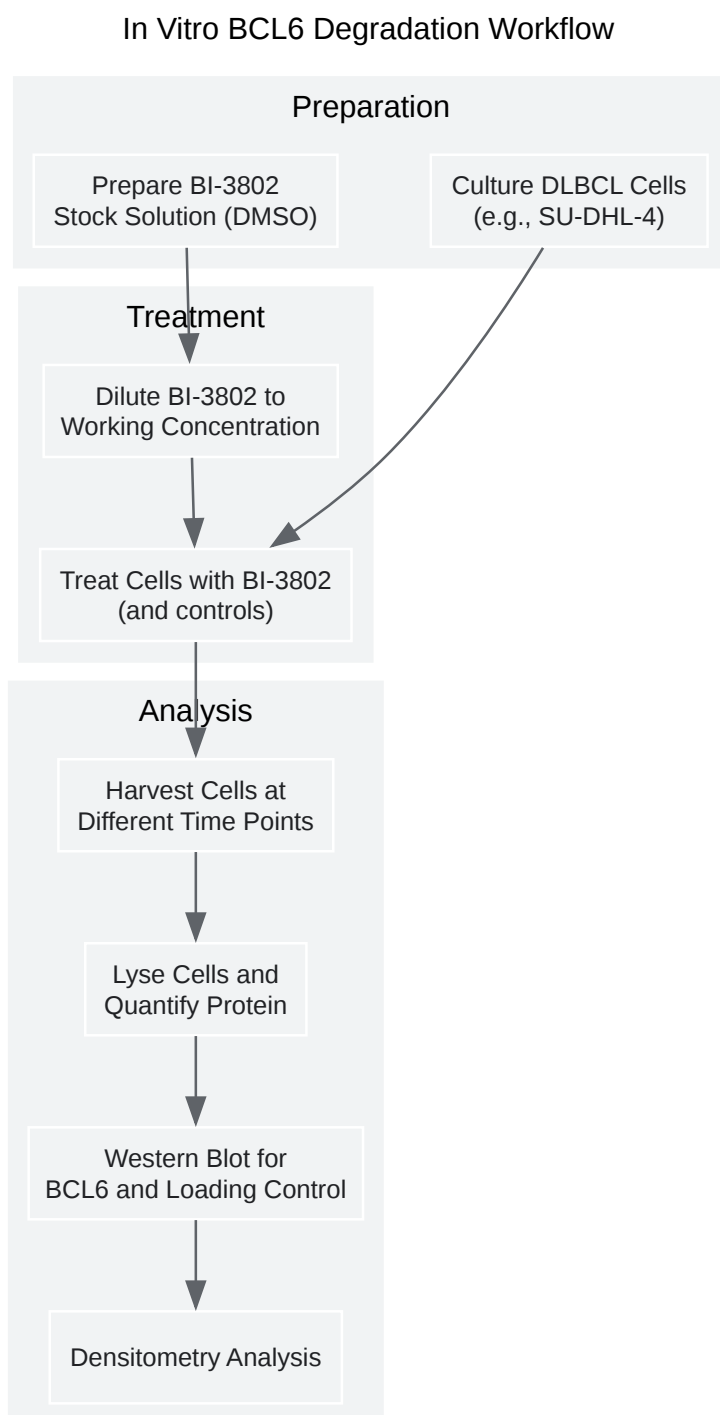 In Vitro BCL6 Degradation Workflow
Preparation
Prepare BI-3802
Stock Solution (DMSO)
Culture DLBCL Cells
(e.g., SU-DHL-4)
Treatment
Dilute BI-3802 to
Working Concentration
Treat Cells with BI-3802
(and controls)
Analysis
Harvest Cells at
Different Time Points
Lyse Cells and
Quantify Protein
Western Blot for
BCL6 and Loading Control
Densitometry Analysis